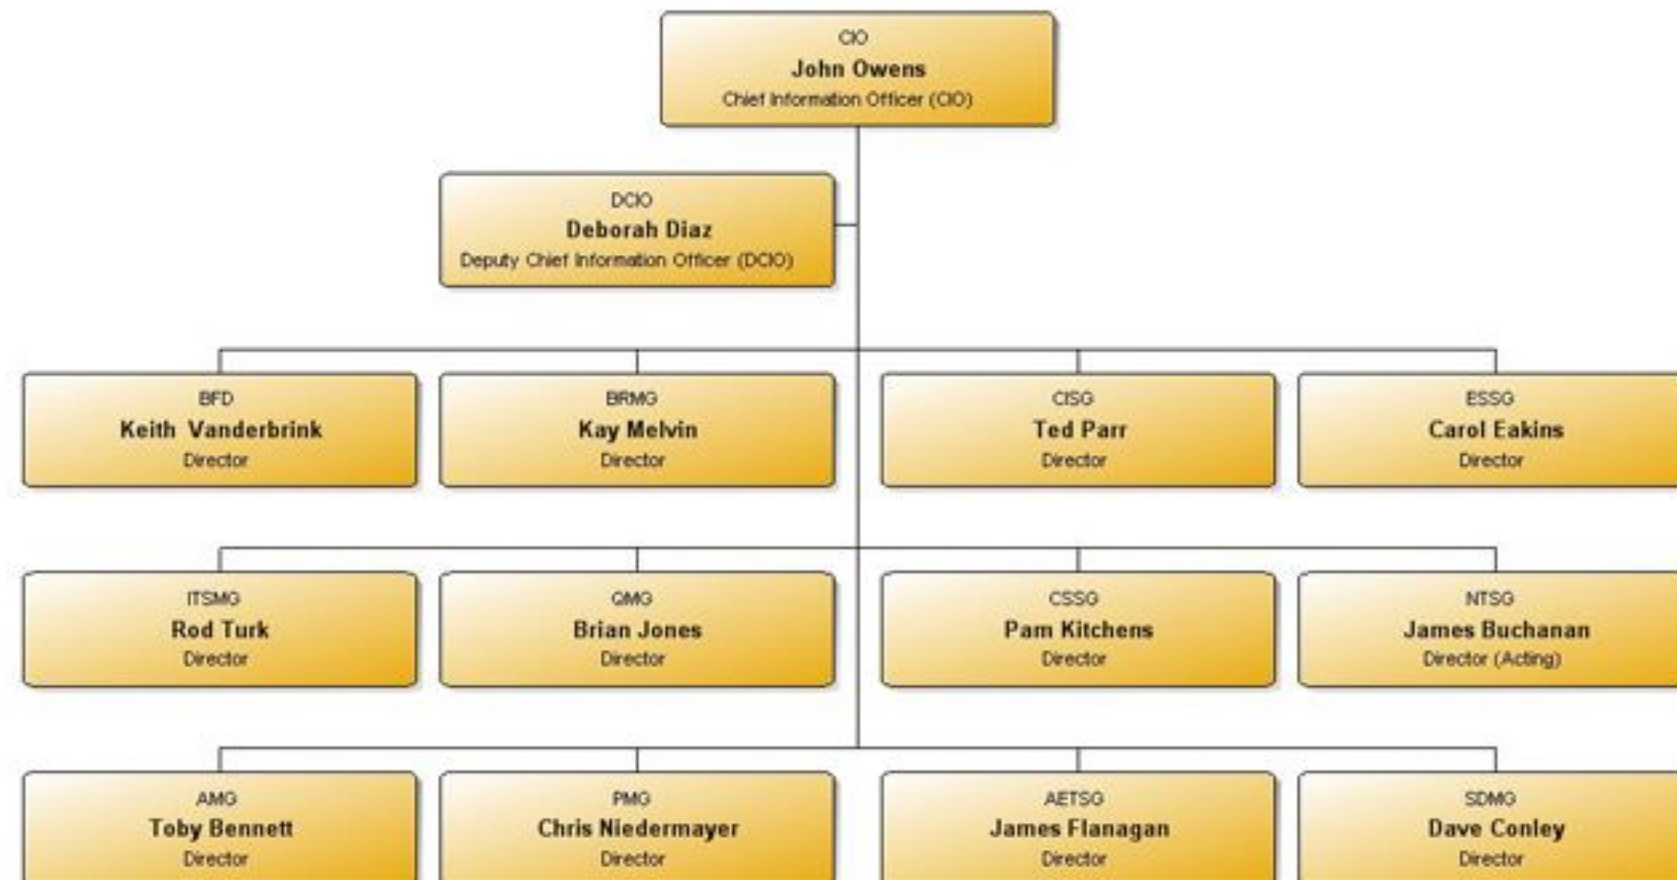 CIO
John Owens
Chief Information Officer (CIO)
DCIO
Deborah Diaz
Deputy Chief Information Officer (DCIO)
BFD
Keith Vanderbrink
Director
BRMG
Kay Melvin
Director
CISG
Ted Parr
Director
ESSG
Carol Eakins
Director
ITSMG
Rod Turk
Director
QMG
Brian Jones
Director
CSSG
Pam Kitchens
Director
NTSG
James Buchanan
Director (Acting)
AMG
Toby Bennett
Director
PMG
Chris Niedermayer
Director
AETSG
James Flanagan
Director
SDMG
Dave Conley
Director